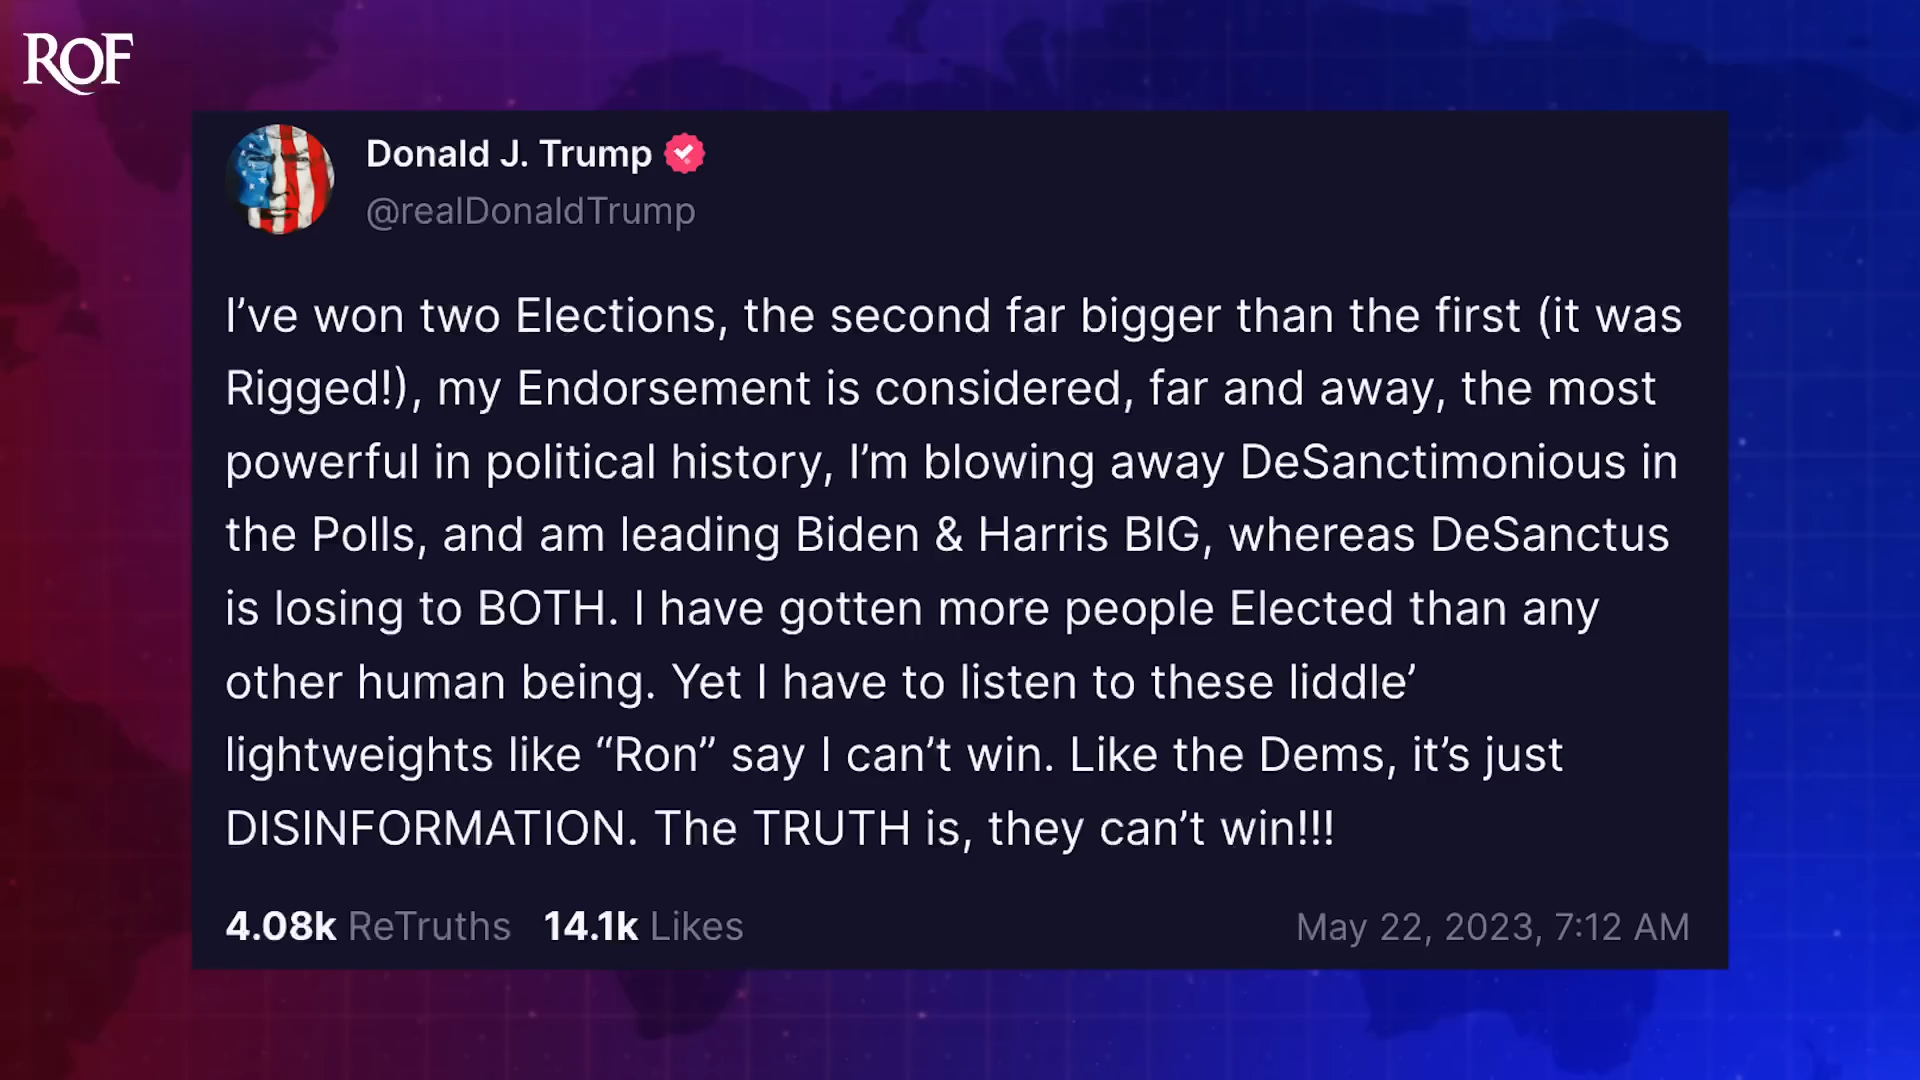 ROF
Donald J. Trump
@realDonaldTrump
I’ve won two Elections, the second far bigger than the first (it was
Rigged!), my Endorsement is considered, far and away, the most
powerful in political history, I’m blowing away DeSanctimonious in
the Polls, and am leading Biden & Harris BIG, whereas DeSanctus
is losing to BOTH. I have gotten more people Elected than any
other human being. Yet I have to listen to these liddle’
lightweights like “Ron” say I can’t win. Like the Dems, it’s just
DISINFORMATION. The TRUTH is, they can’t win!!!
4.08k ReTruths 14.1k Likes May 22, 2023, 7:12 AM